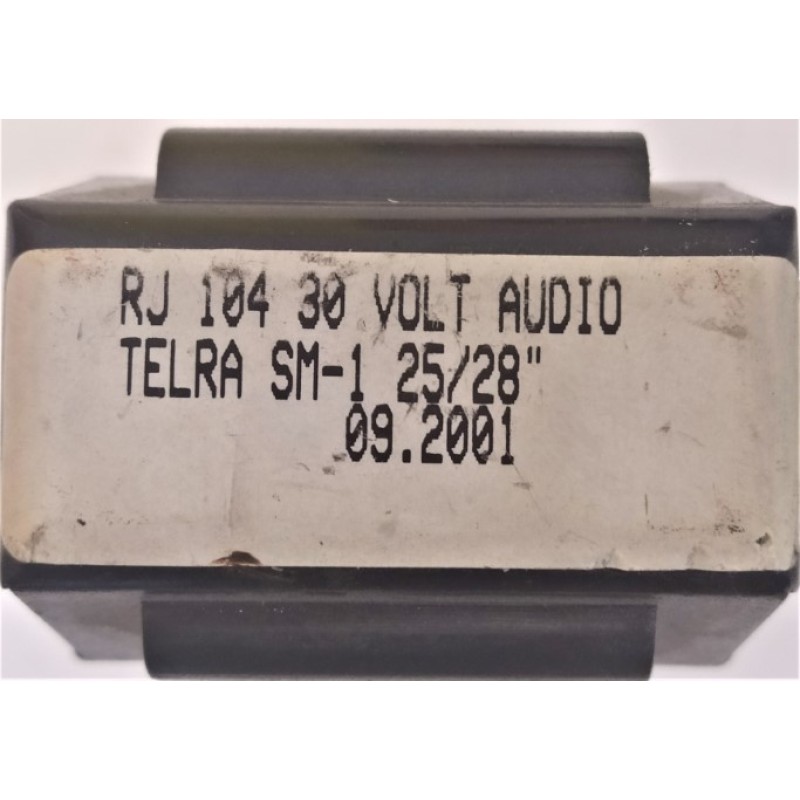 RJ 104 30 VOLT AUDIO
TELRA SM-1 25/28"
09.2001